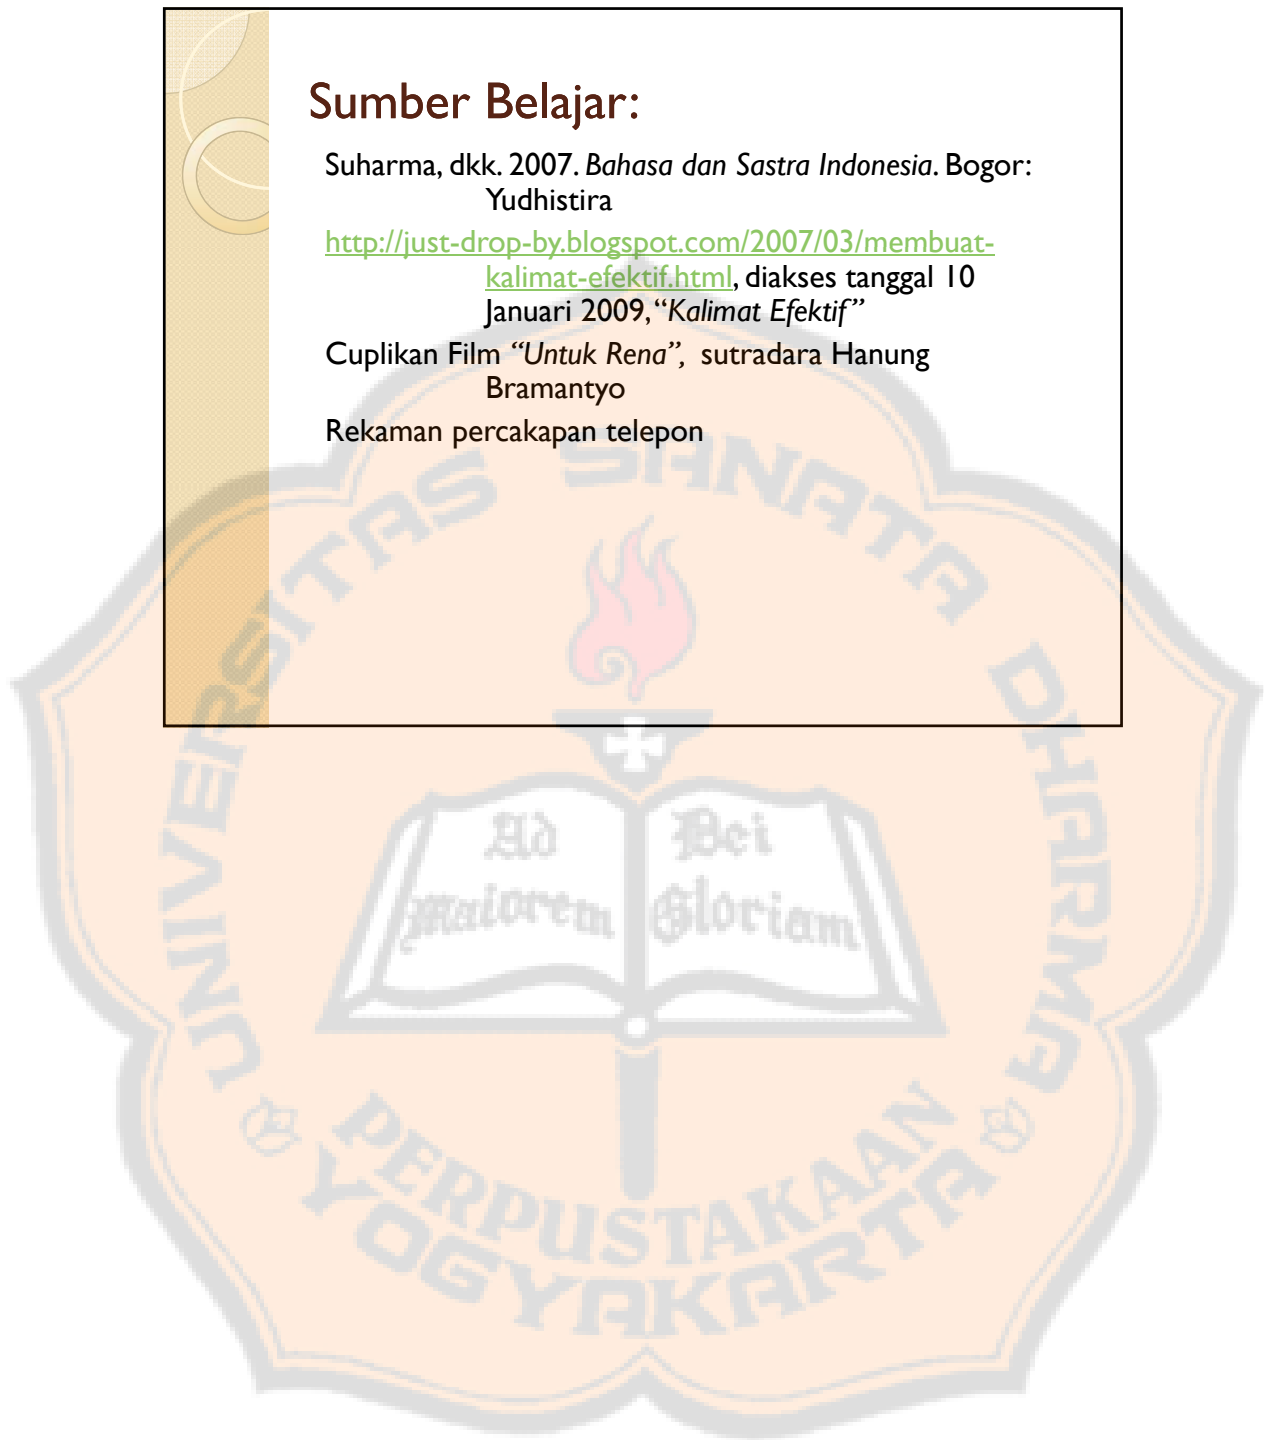 Sumber Belajar:
Suharma, dkk. 2007. Bahasa dan Sastra Indonesia. Bogor:
Yudhistira
http://just-drop-by.blogspot.com/2007/03/membuat-
kalimat-efektif.html, diakses tanggal 10
Januari 2009, “Kalimat Efektif”
Cuplikan Film “Untuk Rena”, sutradara Hanung
Bramantyo
Rekaman percakapan telepon
UNIVERSITAS SANATA DHARMA
Ad Dei
maiorem Gloriam
PERPUSTAKAAN
YOGYAKARTA